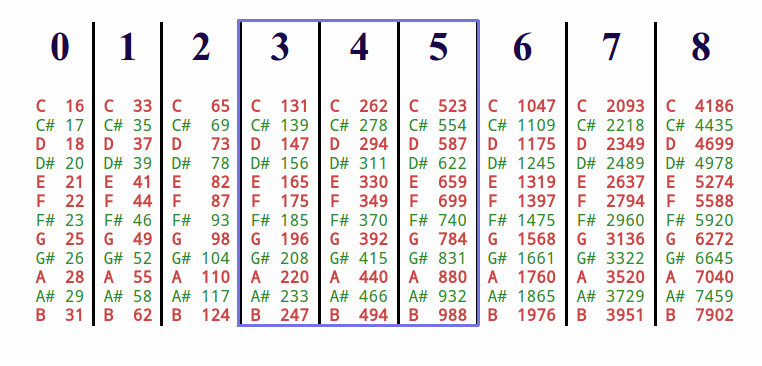 0 1 2 3 4 5 6 7 8
C 16 C 33 C 65 C 131 C 262 C 523 C 1047 C 2093 C 4186
C# 17 C# 35 C# 69 C# 139 C# 278 C# 554 C# 1109 C# 2218 C# 4435
D 18 D 37 D 73 D 147 D 294 D 587 D 1175 D 2349 D 4699
D# 20 D# 39 D# 78 D# 156 D# 311 D# 622 D# 1245 D# 2489 D# 4978
E 21 E 41 E 82 E 165 E 330 E 659 E 1319 E 2637 E 5274
F 22 F 44 F 87 F 175 F 349 F 699 F 1397 F 2794 F 5588
F# 23 F# 46 F# 93 F# 185 F# 370 F# 740 F# 1475 F# 2960 F# 5920
G 25 G 49 G 98 G 196 G 392 G 784 G 1568 G 3136 G 6272
G# 26 G# 52 G# 104 G# 208 G# 415 G# 831 G# 1661 G# 3322 G# 6645
A 28 A 55 A 110 A 220 A 440 A 880 A 1760 A 3520 A 7040
A# 29 A# 58 A# 117 A# 233 A# 466 A# 932 A# 1865 A# 3729 A# 7459
B 31 B 62 B 124 B 247 B 494 B 988 B 1976 B 3951 B 7902